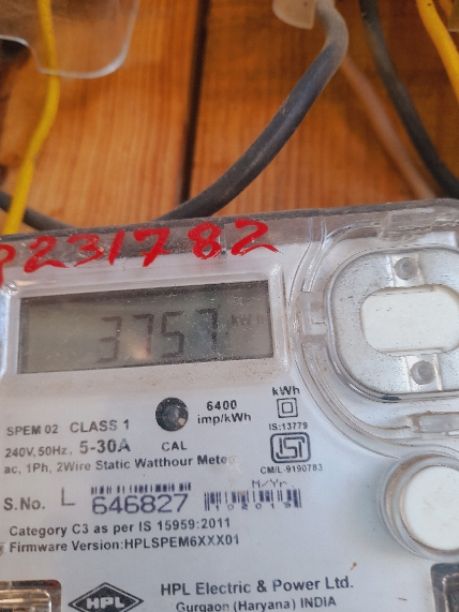 P231782
3757 kWh
6400
imp/kWh
kWh
SPEM 02 CLASS 1
IS:13779
240V,50Hz, 5-30A CAL
ac, 1Ph, 2Wire Static Watthour Meter
CM/L-9190783
S.No. L 646827
M/Yr.
102019
Category C3 as per IS 15959:2011
Firmware Version:HPLSPEM6XXX01
HPL
HPL Electric & Power Ltd.
Gurgaon (Haryana) INDIA